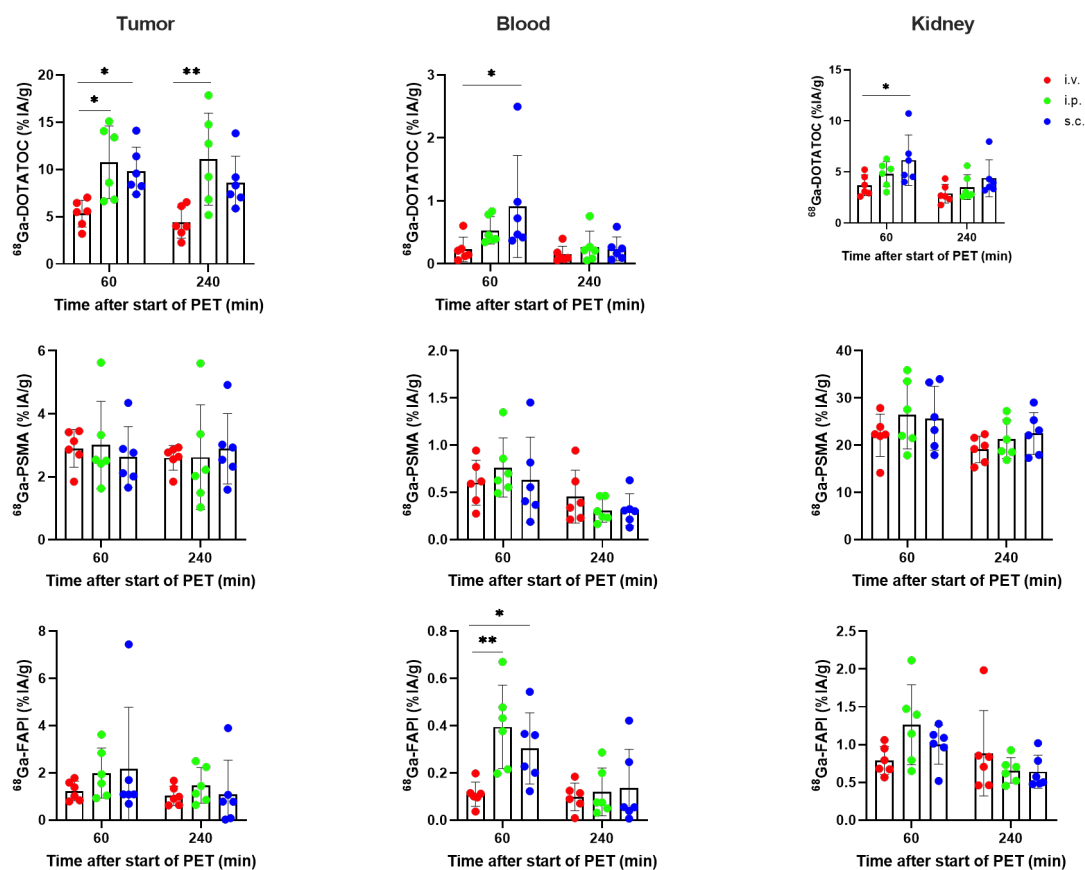 Tumor
Blood
Kidney
⁶⁸Ga-DOTATOC (%IA/g)
20
15
10
5
0
*
*
**
60
240
Time after start of PET (min)
⁶⁸Ga-DOTATOC (%IA/g)
3
2
1
0
*
60
240
Time after start of PET (min)
⁶⁸Ga-DOTATOC (%IA/g)
15
10
5
0
*
60
240
Time after start of PET (min)
i.v.
i.p.
s.c.
⁶⁸Ga-PSMA (%IA/g)
6
4
2
0
60
240
Time after start of PET (min)
⁶⁸Ga-PSMA (%IA/g)
2.0
1.5
1.0
0.5
0.0
60
240
Time after start of PET (min)
⁶⁸Ga-PSMA (%IA/g)
40
30
20
10
0
60
240
Time after start of PET (min)
⁶⁸Ga-FAPI (%IA/g)
8
6
4
2
0
60
240
Time after start of PET (min)
⁶⁸Ga-FAPI (%IA/g)
0.8
0.6
0.4
0.2
0.0
*
**
60
240
Time after start of PET (min)
⁶⁸Ga-FAPI (%IA/g)
2.5
2.0
1.5
1.0
0.5
0.0
60
240
Time after start of PET (min)